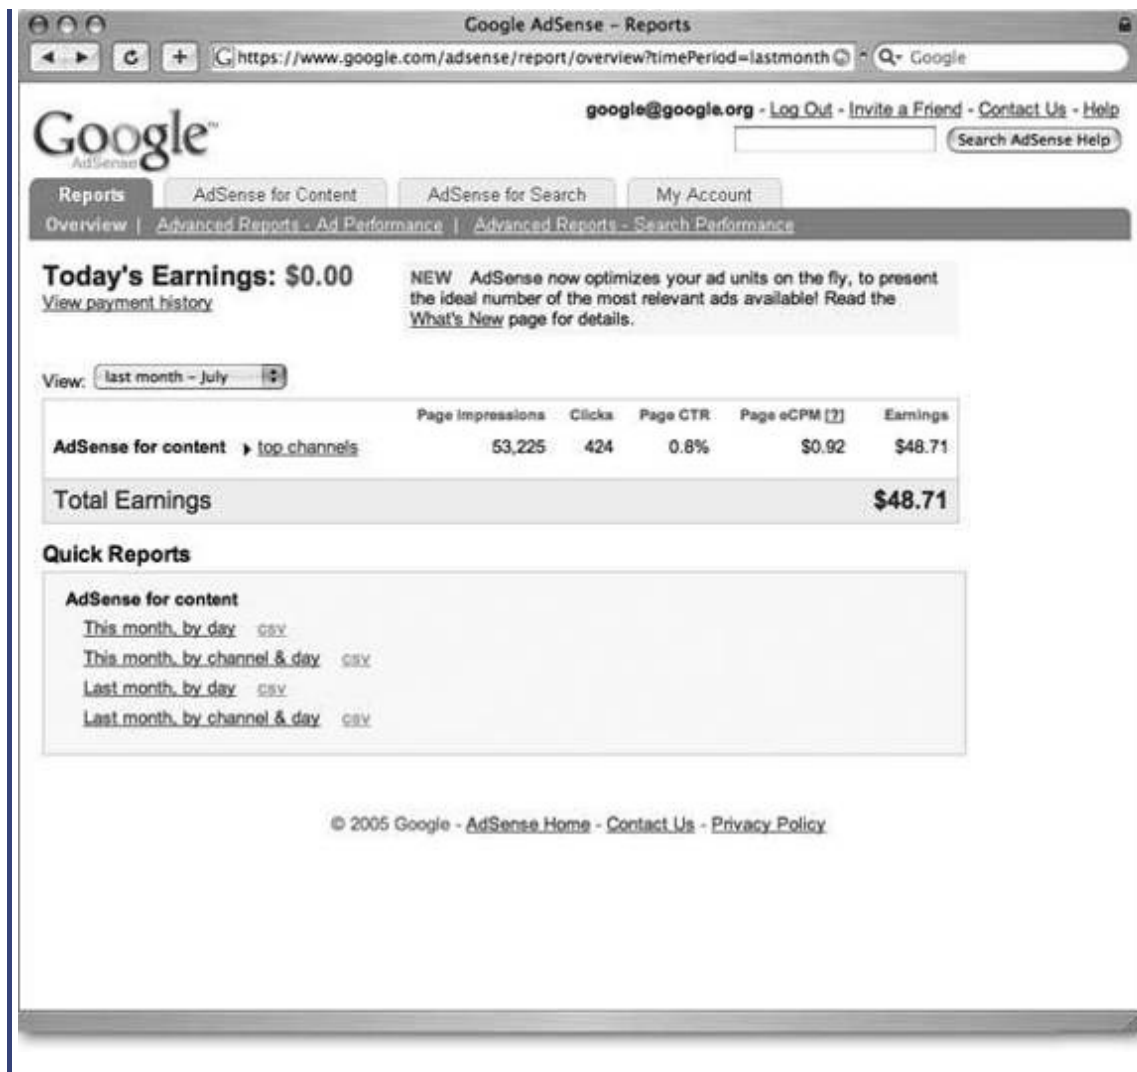 Google AdSense – Reports
https://www.google.com/adsense/report/overview?timePeriod=lastmonth
Google
google@google.org - Log Out - Invite a Friend - Contact Us - Help
Google™
AdSense
Search AdSense Help
Reports AdSense for Content AdSense for Search My Account
Overview | Advanced Reports - Ad Performance | Advanced Reports - Search Performance
Today's Earnings: $0.00
View payment history
NEW AdSense now optimizes your ad units on the fly, to present
the ideal number of the most relevant ads available! Read the
What's New page for details.
View: last month – July
Page Impressions Clicks Page CTR Page eCPM [?] Earnings
AdSense for content top channels 53,225 424 0.8% $0.92 $48.71
Total Earnings $48.71
Quick Reports
AdSense for content
This month, by day csv
This month, by channel & day csv
Last month, by day csv
Last month, by channel & day csv
© 2005 Google - AdSense Home - Contact Us - Privacy Policy